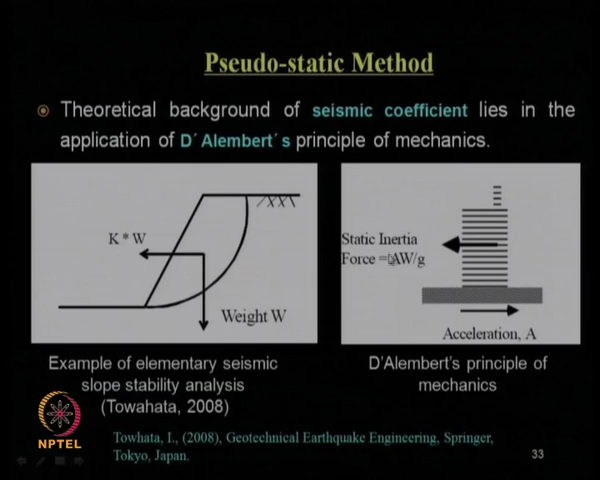 Pseudo-static Method
Theoretical background of seismic coefficient lies in the
application of D´Alembert´s principle of mechanics.
K * W
Weight W
Static Inertia
Force = AW/g
Acceleration, A
Example of elementary seismic
slope stability analysis
(Towahata, 2008)
D'Alembert's principle of
mechanics
NPTEL
Towhata, I., (2008), Geotechnical Earthquake Engineering, Springer,
Tokyo, Japan.
33